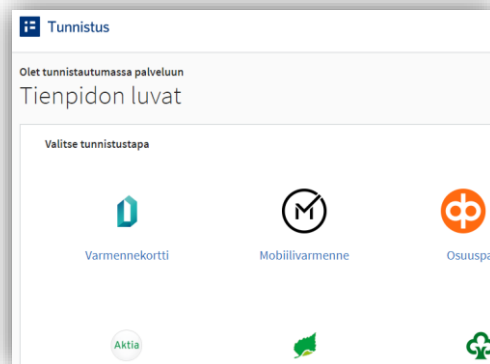 Tunnistus
Olet tunnistautumassa palveluun
Tienpidon luvat
Valitse tunnistustapa
Varmennekortti Mobiilivarmenne
Aktia